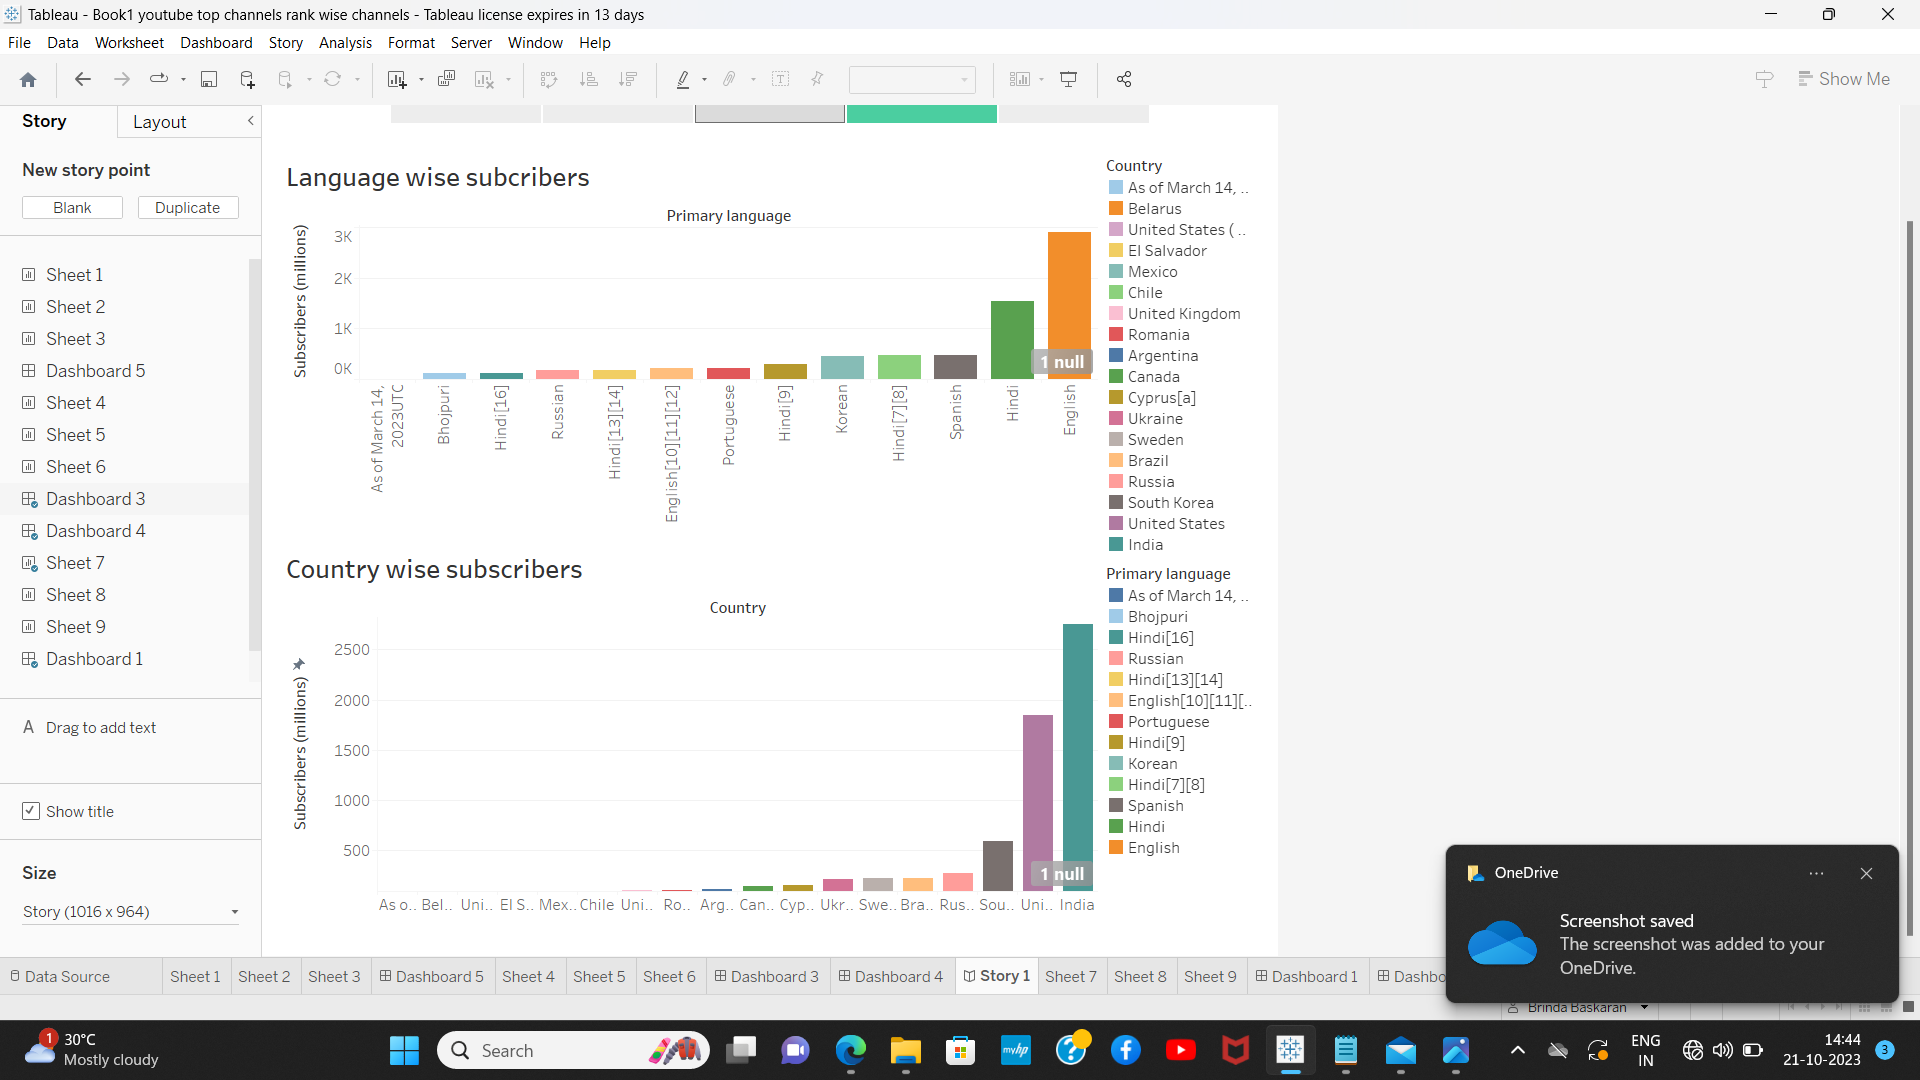 Tableau - Book1 youtube top channels rank wise channels - Tableau license expires in 13 days
File Data Worksheet Dashboard Story Analysis Format Server Window Help
Show Me
Story Layout
New story point
Blank Duplicate
Sheet 1
Sheet 2
Sheet 3
Dashboard 5
Sheet 4
Sheet 5
Sheet 6
Dashboard 3
Dashboard 4
Sheet 7
Sheet 8
Sheet 9
Dashboard 1
A Drag to add text
Show title
Size
Story (1016 x 964)
Language wise subcribers
Primary language
Subscribers (millions)
3K
2K
1K
0K
1 null
As of March 14,
2023UTC
Bhojpuri
Hindi[16]
Russian
Hindi[13][14]
English[10][11][12]
Portuguese
Hindi[9]
Korean
Hindi[7][8]
Spanish
Hindi
English
Country
As of March 14, ..
Belarus
United States ( ..
El Salvador
Mexico
Chile
United Kingdom
Romania
Argentina
Canada
Cyprus[a]
Ukraine
Sweden
Brazil
Russia
South Korea
United States
India
Country wise subscribers
Country
Subscribers (millions)
2500
2000
1500
1000
500
1 null
As o.. Bel.. Uni.. El S.. Mex.. Chile Uni.. Ro.. Arg.. Can.. Cyp.. Ukr.. Swe.. Bra.. Rus.. Sou.. Uni.. India
Primary language
As of March 14, ..
Bhojpuri
Hindi[16]
Russian
Hindi[13][14]
English[10][11][..
Portuguese
Hindi[9]
Korean
Hindi[7][8]
Spanish
Hindi
English
OneDrive
Screenshot saved
The screenshot was added to your
OneDrive.
Data Source Sheet 1 Sheet 2 Sheet 3 Dashboard 5 Sheet 4 Sheet 5 Sheet 6 Dashboard 3 Dashboard 4 Story 1 Sheet 7 Sheet 8 Sheet 9 Dashboard 1 Dashbo
Brinda Baskaran
1
30°C
Mostly cloudy
Search
myhp
ENG
IN
14:44
21-10-2023
3